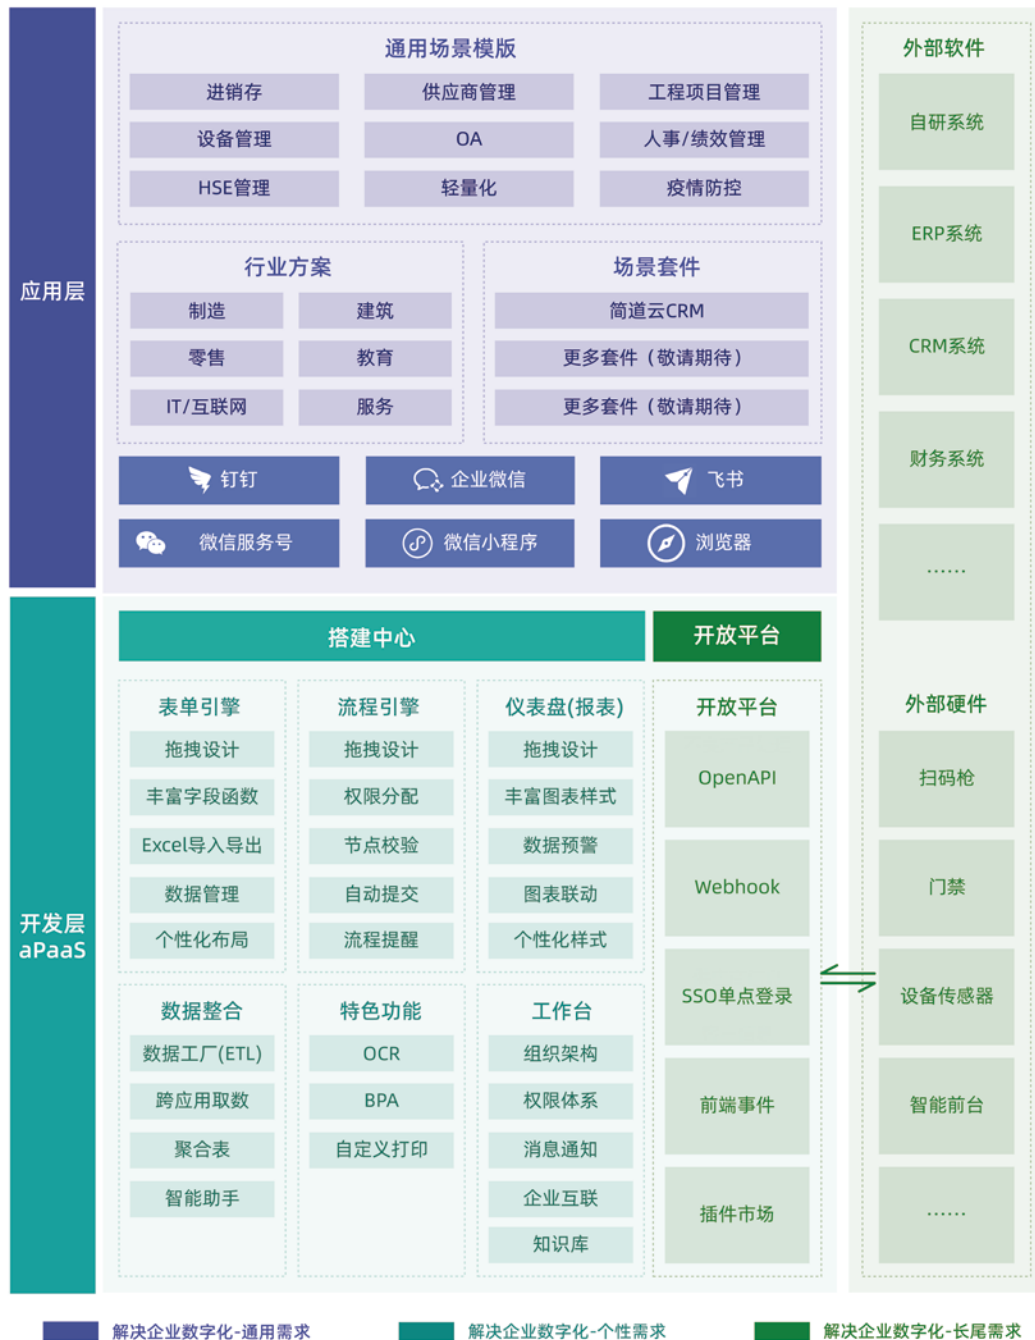 应用层
通用场景模版
进销存
供应商管理
工程项目管理
设备管理
OA
人事/绩效管理
HSE管理
轻量化
疫情防控
行业方案
制造
建筑
零售
教育
IT/互联网
服务
场景套件
简道云CRM
更多套件（敬请期待）
更多套件（敬请期待）
钉钉
企业微信
飞书
微信服务号
微信小程序
浏览器
开发层
aPaaS
搭建中心
表单引擎
拖拽设计
丰富字段函数
Excel导入导出
数据管理
个性化布局
流程引擎
拖拽设计
权限分配
节点校验
自动提交
流程提醒
仪表盘(报表)
拖拽设计
丰富图表样式
数据预警
图表联动
个性化样式
数据整合
数据工厂(ETL)
跨应用取数
聚合表
智能助手
特色功能
OCR
BPA
自定义打印
工作台
组织架构
权限体系
消息通知
企业互联
知识库
开放平台
开放平台
OpenAPI
Webhook
SSO单点登录
前端事件
插件市场
外部软件
自研系统
ERP系统
CRM系统
财务系统
……
外部硬件
扫码枪
门禁
设备传感器
智能前台
……
解决企业数字化-通用需求
解决企业数字化-个性需求
解决企业数字化-长尾需求